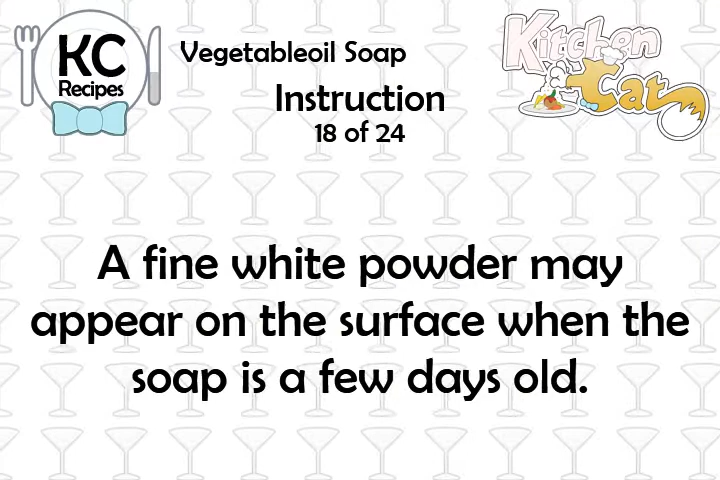 KC
Recipes
Vegetableoil Soap
Kitchen
Cat
Instruction
18 of 24
A fine white powder may
appear on the surface when the
soap is a few days old.